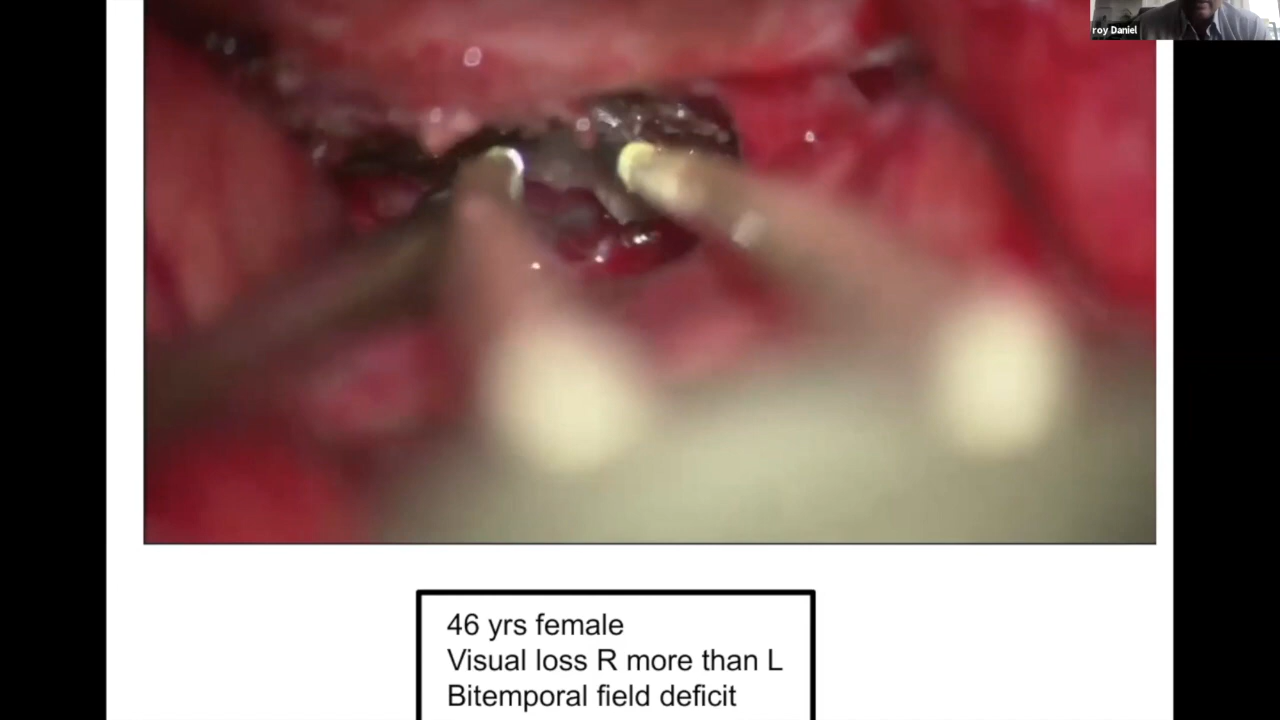 roy Daniel
46 yrs female
Visual loss R more than L
Bitemporal field deficit